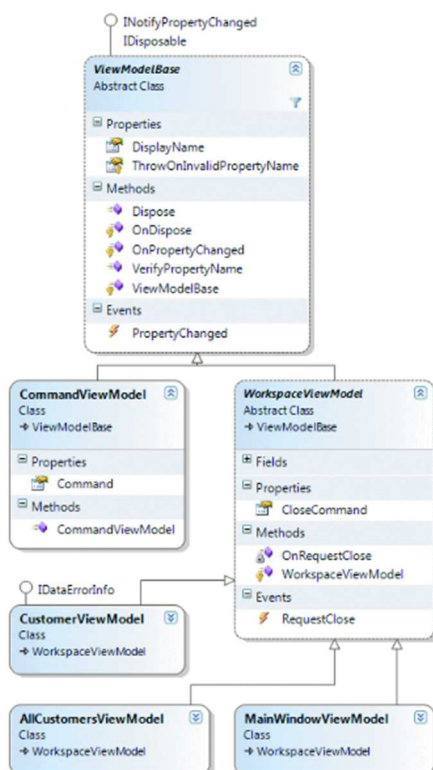 INotifyPropertyChanged
IDisposable
ViewModelBase
Abstract Class
Properties
DisplayName
ThrowOnInvalidPropertyName
Methods
Dispose
OnDispose
OnPropertyChanged
VerifyPropertyName
ViewModelBase
Events
PropertyChanged
CommandViewModel
Class
ViewModelBase
Properties
Command
Methods
CommandViewModel
WorkspaceViewModel
Abstract Class
ViewModelBase
Fields
Properties
CloseCommand
Methods
OnRequestClose
WorkspaceViewModel
Events
RequestClose
IDataErrorInfo
CustomerViewModel
Class
WorkspaceViewModel
AllCustomersViewModel
Class
WorkspaceViewModel
MainWindowViewModel
Class
WorkspaceViewModel